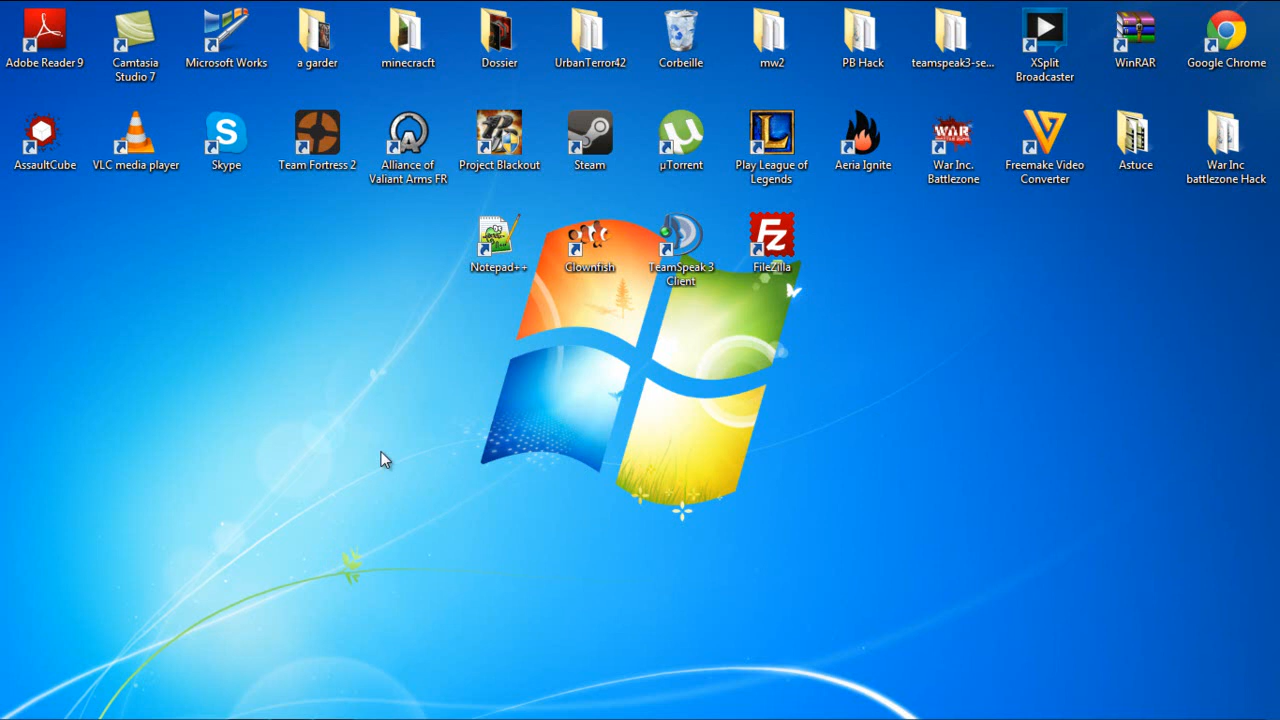 Adobe Reader 9
Camtasia
Studio 7
Microsoft Works
a garder
minecracft
Dossier
UrbanTerror42
Corbeille
mw2
PB Hack
teamspeak3-se...
XSplit
Broadcaster
WinRAR
Google Chrome
AssaultCube
VLC media player
Skype
Team Fortress 2
Alliance of
Valiant Arms FR
Project Blackout
Steam
µTorrent
Play League of
Legends
Aeria Ignite
War Inc.
Battlezone
Freemake Video
Converter
Astuce
War Inc
battlezone Hack
Notepad++
Clownfish
TeamSpeak 3
Client
FileZilla